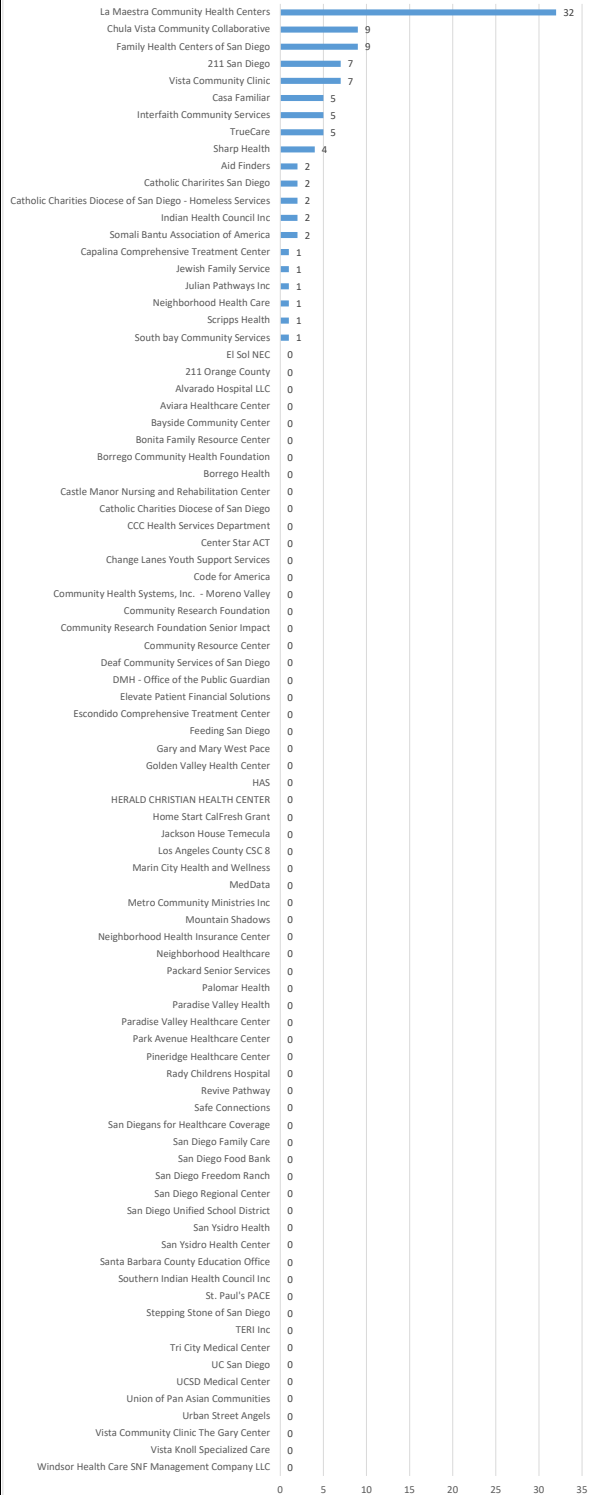 La Maestra Community Health Centers 32
Chula Vista Community Collaborative 9
Family Health Centers of San Diego 9
211 San Diego 7
Vista Community Clinic 7
Casa Familiar 5
Interfaith Community Services 5
TrueCare 5
Sharp Health 4
Aid Finders 2
Catholic Charirites San Diego 2
Catholic Charities Diocese of San Diego - Homeless Services 2
Indian Health Council Inc 2
Somali Bantu Association of America 2
Capalina Comprehensive Treatment Center 1
Jewish Family Service 1
Julian Pathways Inc 1
Neighborhood Health Care 1
Scripps Health 1
South bay Community Services 1
El Sol NEC 0
211 Orange County 0
Alvarado Hospital LLC 0
Aviara Healthcare Center 0
Bayside Community Center 0
Bonita Family Resource Center 0
Borrego Community Health Foundation 0
Borrego Health 0
Castle Manor Nursing and Rehabilitation Center 0
Catholic Charities Diocese of San Diego 0
CCC Health Services Department 0
Center Star ACT 0
Change Lanes Youth Support Services 0
Code for America 0
Community Health Systems, Inc.  - Moreno Valley 0
Community Research Foundation 0
Community Research Foundation Senior Impact 0
Community Resource Center 0
Deaf Community Services of San Diego 0
DMH - Office of the Public Guardian 0
Elevate Patient Financial Solutions 0
Escondido Comprehensive Treatment Center 0
Feeding San Diego 0
Gary and Mary West Pace 0
Golden Valley Health Center 0
HAS 0
HERALD CHRISTIAN HEALTH CENTER 0
Home Start CalFresh Grant 0
Jackson House Temecula 0
Los Angeles County CSC 8 0
Marin City Health and Wellness 0
MedData 0
Metro Community Ministries Inc 0
Mountain Shadows 0
Neighborhood Health Insurance Center 0
Neighborhood Healthcare 0
Packard Senior Services 0
Palomar Health 0
Paradise Valley Health 0
Paradise Valley Healthcare Center 0
Park Avenue Healthcare Center 0
Pineridge Healthcare Center 0
Rady Childrens Hospital 0
Revive Pathway 0
Safe Connections 0
San Diegans for Healthcare Coverage 0
San Diego Family Care 0
San Diego Food Bank 0
San Diego Freedom Ranch 0
San Diego Regional Center 0
San Diego Unified School District 0
San Ysidro Health 0
San Ysidro Health Center 0
Santa Barbara County Education Office 0
Southern Indian Health Council Inc 0
St. Paul's PACE 0
Stepping Stone of San Diego 0
TERI Inc 0
Tri City Medical Center 0
UC San Diego 0
UCSD Medical Center 0
Union of Pan Asian Communities 0
Urban Street Angels 0
Vista Community Clinic The Gary Center 0
Vista Knoll Specialized Care 0
Windsor Health Care SNF Management Company LLC 0
0 5 10 15 20 25 30 35